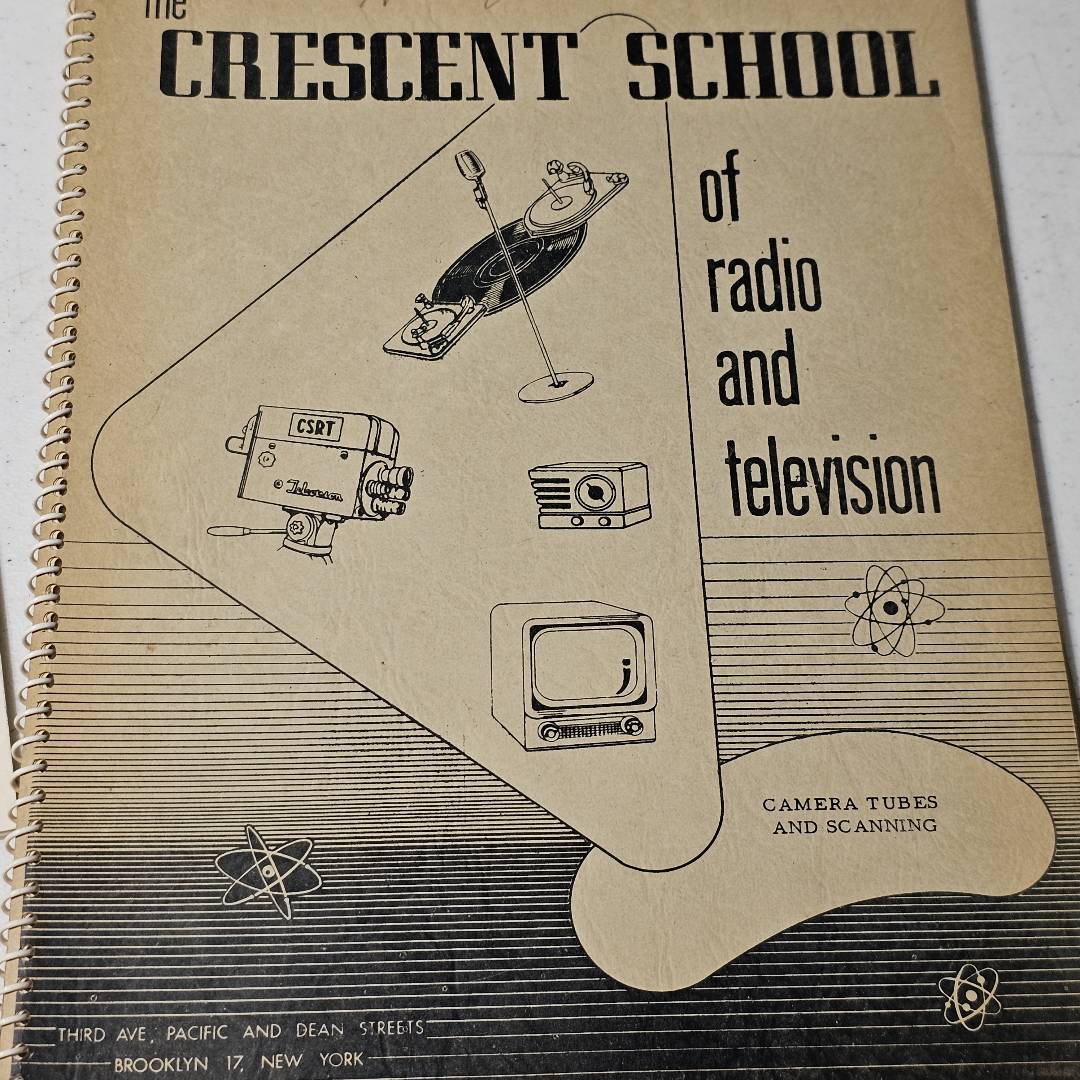 The
CRESCENT SCHOOL
of
radio
and
television
CSRT
Television
CAMERA TUBES
AND SCANNING
THIRD AVE, PACIFIC AND DEAN STREETS
BROOKLYN 17, NEW YORK